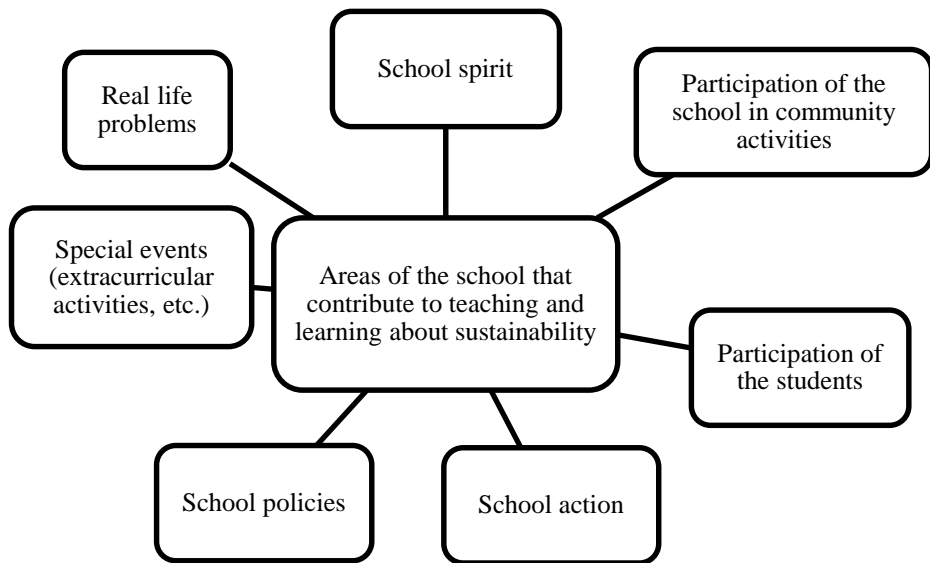 School spirit
Real life
problems
Participation of the
school in community
activities
Special events
(extracurricular
activities, etc.)
Areas of the school that
contribute to teaching and
learning about sustainability
Participation of
the students
School policies
School action